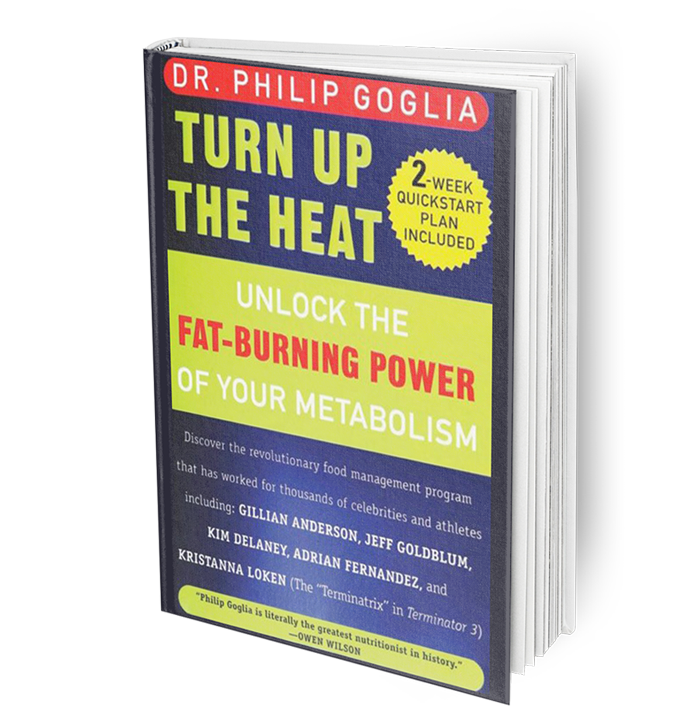 DR. PHILIP GOGLIA
TURN UP
THE HEAT
2-WEEK
QUICKSTART
PLAN
INCLUDED
UNLOCK THE
FAT-BURNING POWER
OF YOUR METABOLISM
Discover the revolutionary food management program
that has worked for thousands of celebrities and athletes
including: GILLIAN ANDERSON, JEFF GOLDBLUM,
KIM DELANEY, ADRIAN FERNANDEZ, and
KRISTANNA LOKEN (The "Terminatrix" in Terminator 3)
"Philip Goglia is literally the greatest nutritionist in history."
—OWEN WILSON